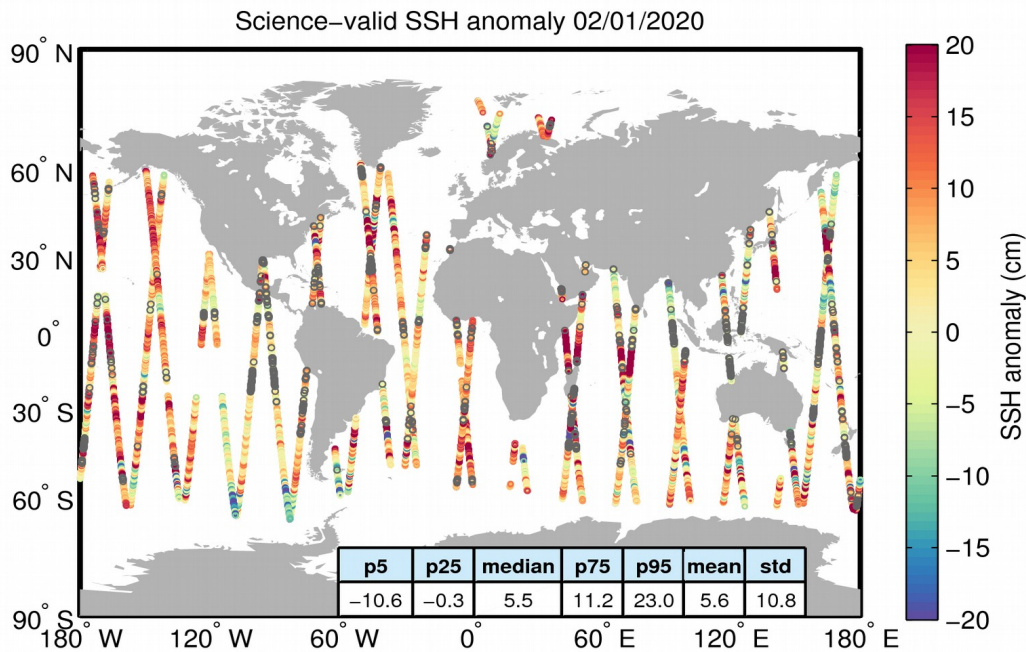 Science−valid SSH anomaly 02/01/2020
90° N
60° N
30° N
0°
30° S
60° S
90° S
180° W
120° W
60° W
0°
60° E
120° E
180° E
p5 p25 median p75 p95 mean std
−10.6 −0.3 5.5 11.2 23.0 5.6 10.8
20
15
10
5
0
−5
−10
−15
−20
SSH anomaly (cm)